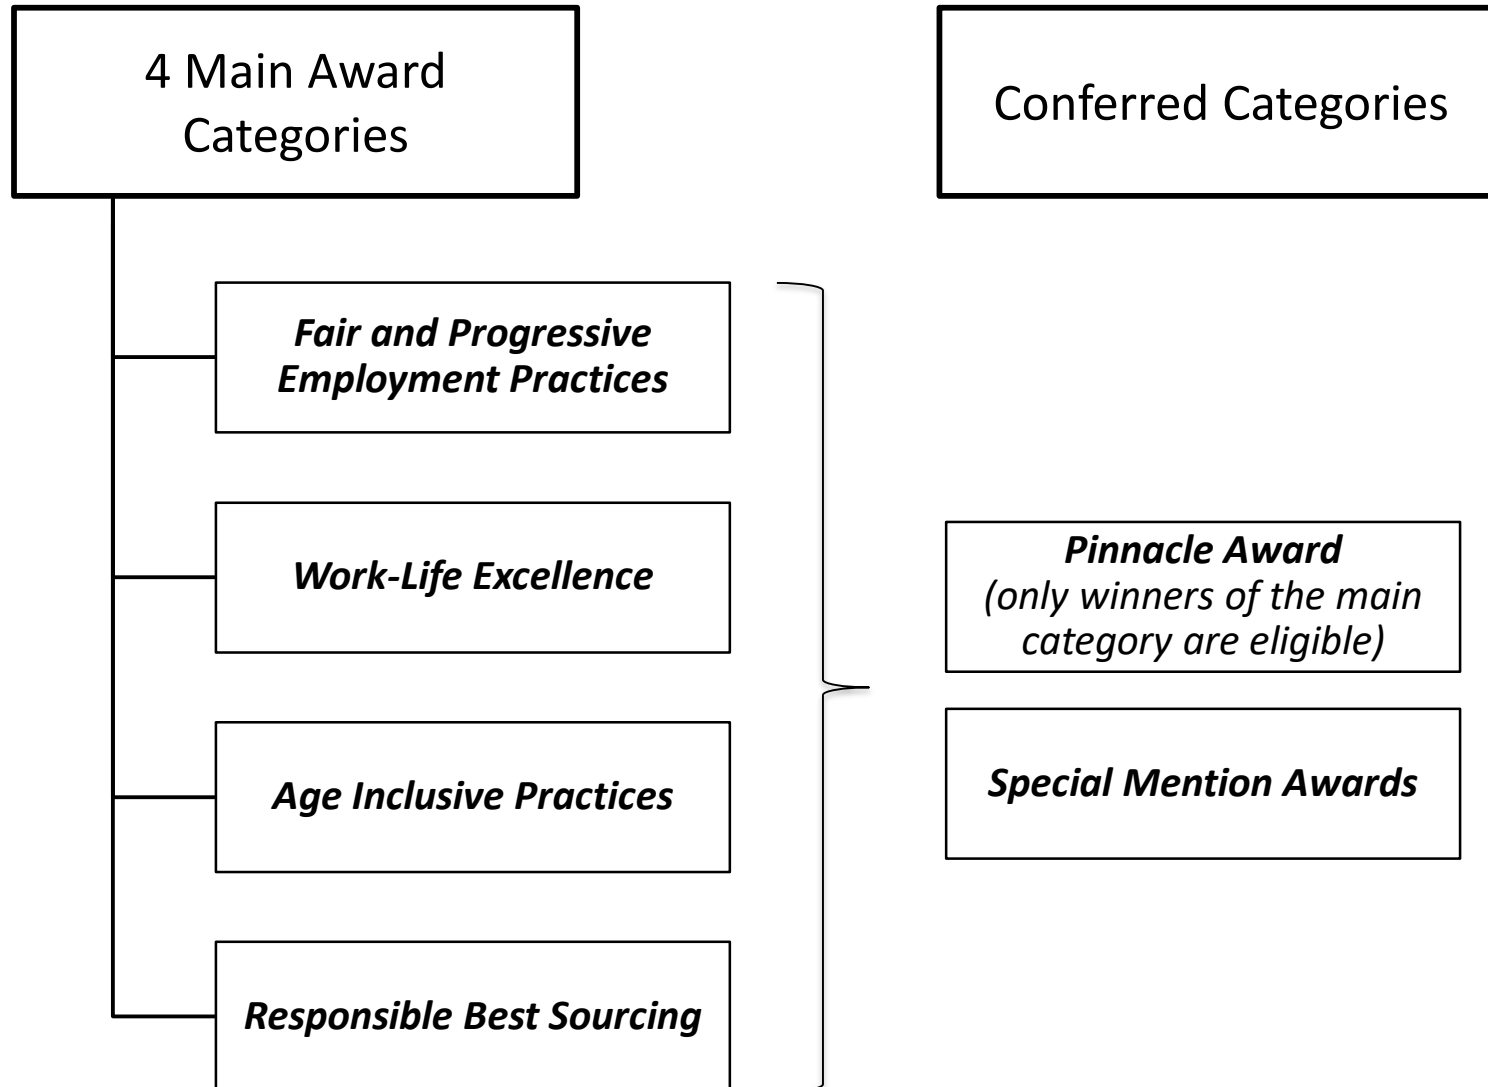 4 Main Award
Categories
Conferred Categories
Fair and Progressive
Employment Practices
Work-Life Excellence
Age Inclusive Practices
Responsible Best Sourcing
Pinnacle Award
(only winners of the main
category are eligible)
Special Mention Awards